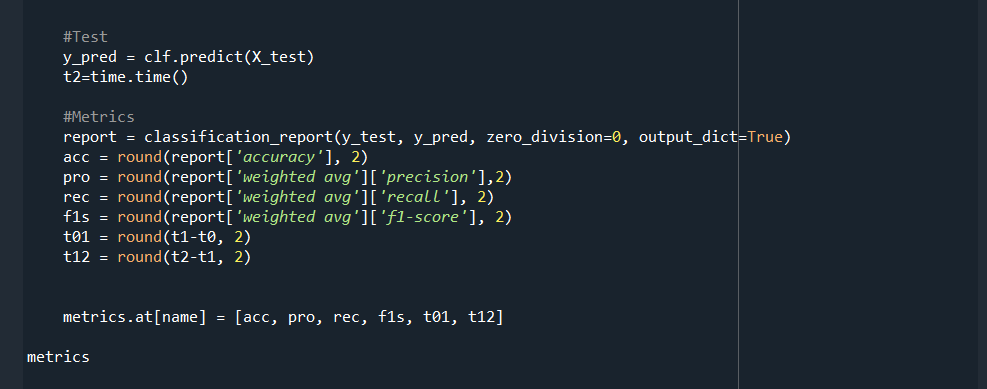 #Test
y_pred = clf.predict(X_test)
t2=time.time()
#Metrics
report = classification_report(y_test, y_pred, zero_division=0, output_dict=True)
acc = round(report['accuracy'], 2)
pro = round(report['weighted avg']['precision'],2)
rec = round(report['weighted avg']['recall'], 2)
f1s = round(report['weighted avg']['f1-score'], 2)
t01 = round(t1-t0, 2)
t12 = round(t2-t1, 2)
metrics.at[name] = [acc, pro, rec, f1s, t01, t12]
metrics